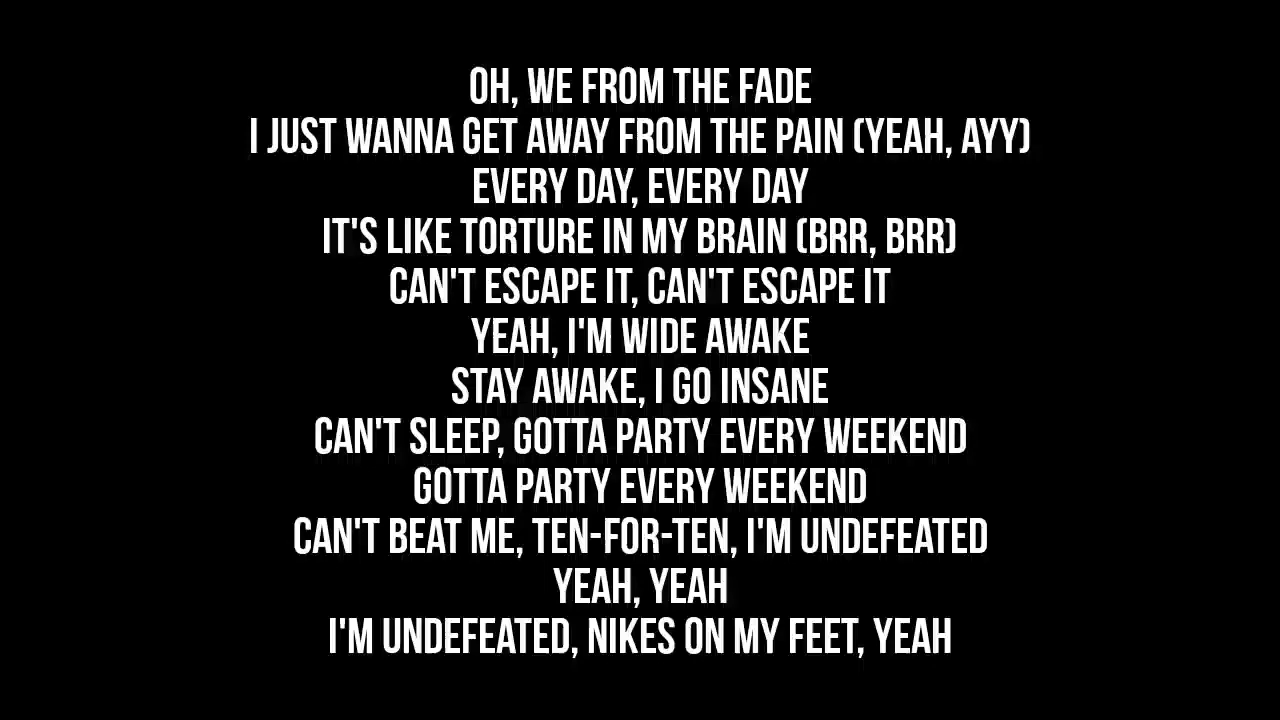 OH, WE FROM THE FADE
I JUST WANNA GET AWAY FROM THE PAIN (YEAH, AYY)
EVERY DAY, EVERY DAY
IT'S LIKE TORTURE IN MY BRAIN (BRR, BRR)
CAN'T ESCAPE IT, CAN'T ESCAPE IT
YEAH, I'M WIDE AWAKE
STAY AWAKE, I GO INSANE
CAN'T SLEEP, GOTTA PARTY EVERY WEEKEND
GOTTA PARTY EVERY WEEKEND
CAN'T BEAT ME, TEN-FOR-TEN, I'M UNDEFEATED
YEAH, YEAH
I'M UNDEFEATED, NIKES ON MY FEET, YEAH